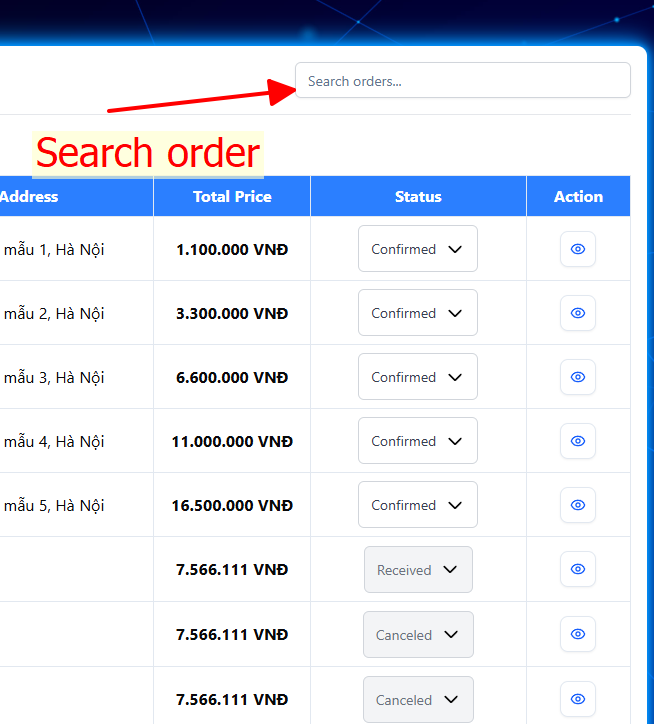 Search orders...
Search order
Address Total Price Status Action
mẫu 1, Hà Nội 1.100.000 VNĐ Confirmed
mẫu 2, Hà Nội 3.300.000 VNĐ Confirmed
mẫu 3, Hà Nội 6.600.000 VNĐ Confirmed
mẫu 4, Hà Nội 11.000.000 VNĐ Confirmed
mẫu 5, Hà Nội 16.500.000 VNĐ Confirmed
7.566.111 VNĐ Received
7.566.111 VNĐ Canceled
7.566.111 VNĐ Canceled